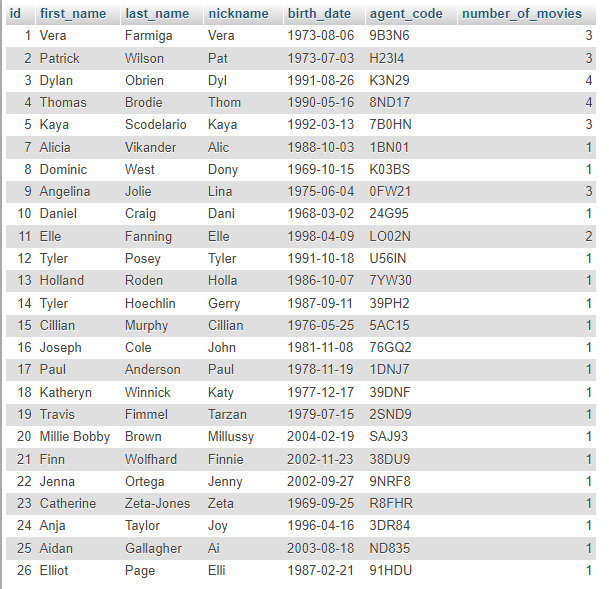 id first_name last_name nickname birth_date agent_code number_of_movies
1 Vera Farmiga Vera 1973-08-06 9B3N6 3
2 Patrick Wilson Pat 1973-07-03 H23I4 3
3 Dylan Obrien Dyl 1991-08-26 K3N29 4
4 Thomas Brodie Thom 1990-05-16 8ND17 4
5 Kaya Scodelario Kaya 1992-03-13 7B0HN 3
7 Alicia Vikander Alic 1988-10-03 1BN01 1
8 Dominic West Dony 1969-10-15 K03BS 1
9 Angelina Jolie Lina 1975-06-04 0FW21 3
10 Daniel Craig Dani 1968-03-02 24G95 1
11 Elle Fanning Elle 1998-04-09 LO02N 2
12 Tyler Posey Tyler 1991-10-18 U56IN 1
13 Holland Roden Holla 1986-10-07 7YW30 1
14 Tyler Hoechlin Gerry 1987-09-11 39PH2 1
15 Cillian Murphy Cillian 1976-05-25 5AC15 1
16 Joseph Cole John 1981-11-08 76GQ2 1
17 Paul Anderson Paul 1978-11-19 1DNJ7 1
18 Katheryn Winnick Katy 1977-12-17 39DNF 1
19 Travis Fimmel Tarzan 1979-07-15 2SND9 1
20 Millie Bobby Brown Millussy 2004-02-19 SAJ93 1
21 Finn Wolfhard Finnie 2002-11-23 38DU9 1
22 Jenna Ortega Jenny 2002-09-27 9NRF8 1
23 Catherine Zeta-Jones Zeta 1969-09-25 R8FHR 1
24 Anja Taylor Joy 1996-04-16 3DR84 1
25 Aidan Gallagher Ai 2003-08-18 ND835 1
26 Elliot Page Elli 1987-02-21 91HDU 1